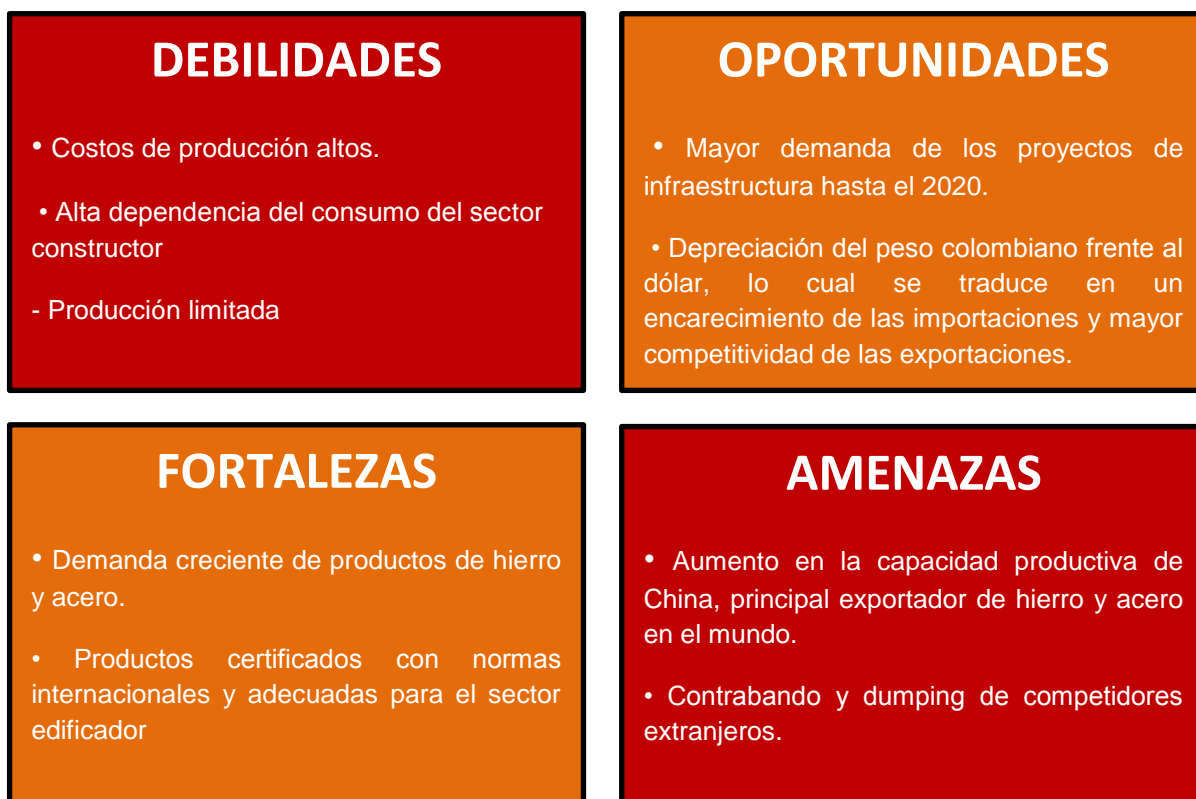 DEBILIDADES
• Costos de producción altos.
• Alta dependencia del consumo del sector
constructor
- Producción limitada
OPORTUNIDADES
• Mayor demanda de los proyectos de
infraestructura hasta el 2020.
• Depreciación del peso colombiano frente al
dólar, lo cual se traduce en un
encarecimiento de las importaciones y mayor
competitividad de las exportaciones.
FORTALEZAS
• Demanda creciente de productos de hierro
y acero.
• Productos certificados con normas
internacionales y adecuadas para el sector
edificador
AMENAZAS
• Aumento en la capacidad productiva de
China, principal exportador de hierro y acero
en el mundo.
• Contrabando y dumping de competidores
extranjeros.